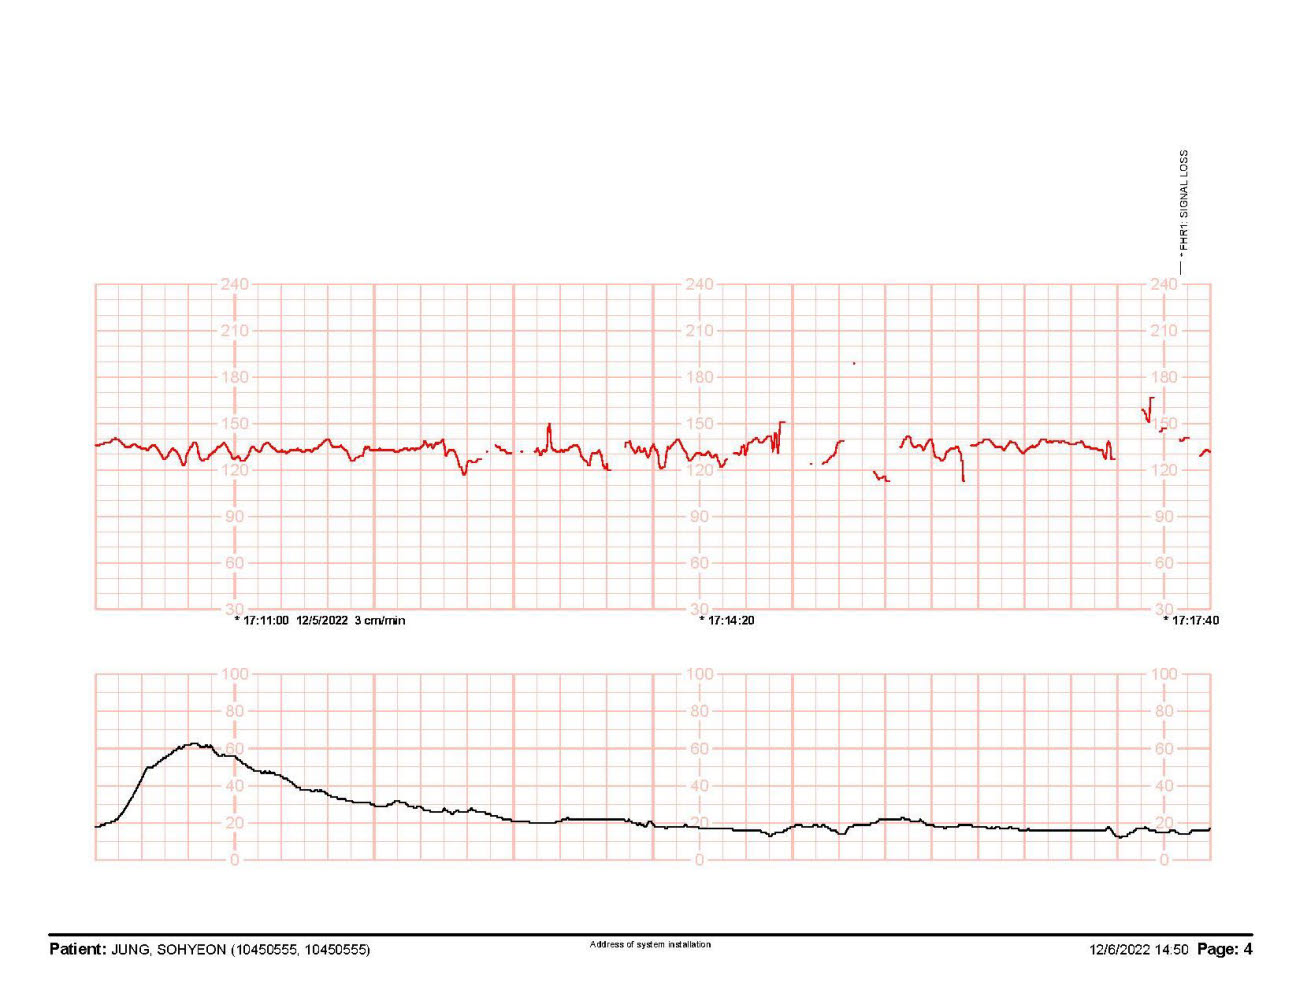 * FHR1: SIGNAL LOSS
240 240 240
210 210 210
180 180 180
150 150 150
120 120 120
90 90 90
60 60 60
30 30 30
* 17:11:00 12/5/2022 3 cm/min * 17:14:20 * 17:17:40
100 100 100
80 80 80
60 60 60
40 40 40
20 20 20
0 0 0
Patient: JUNG, SOHYEON (10450555, 10450555) Address of system installation 12/6/2022 14:50 Page: 4